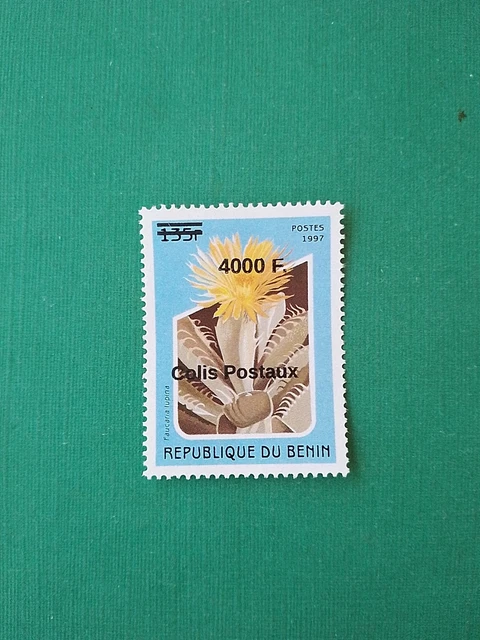 135F
POSTES
1997
4000 F.
Colis Postaux
Faucaria lupina
REPUBLIQUE DU BENIN